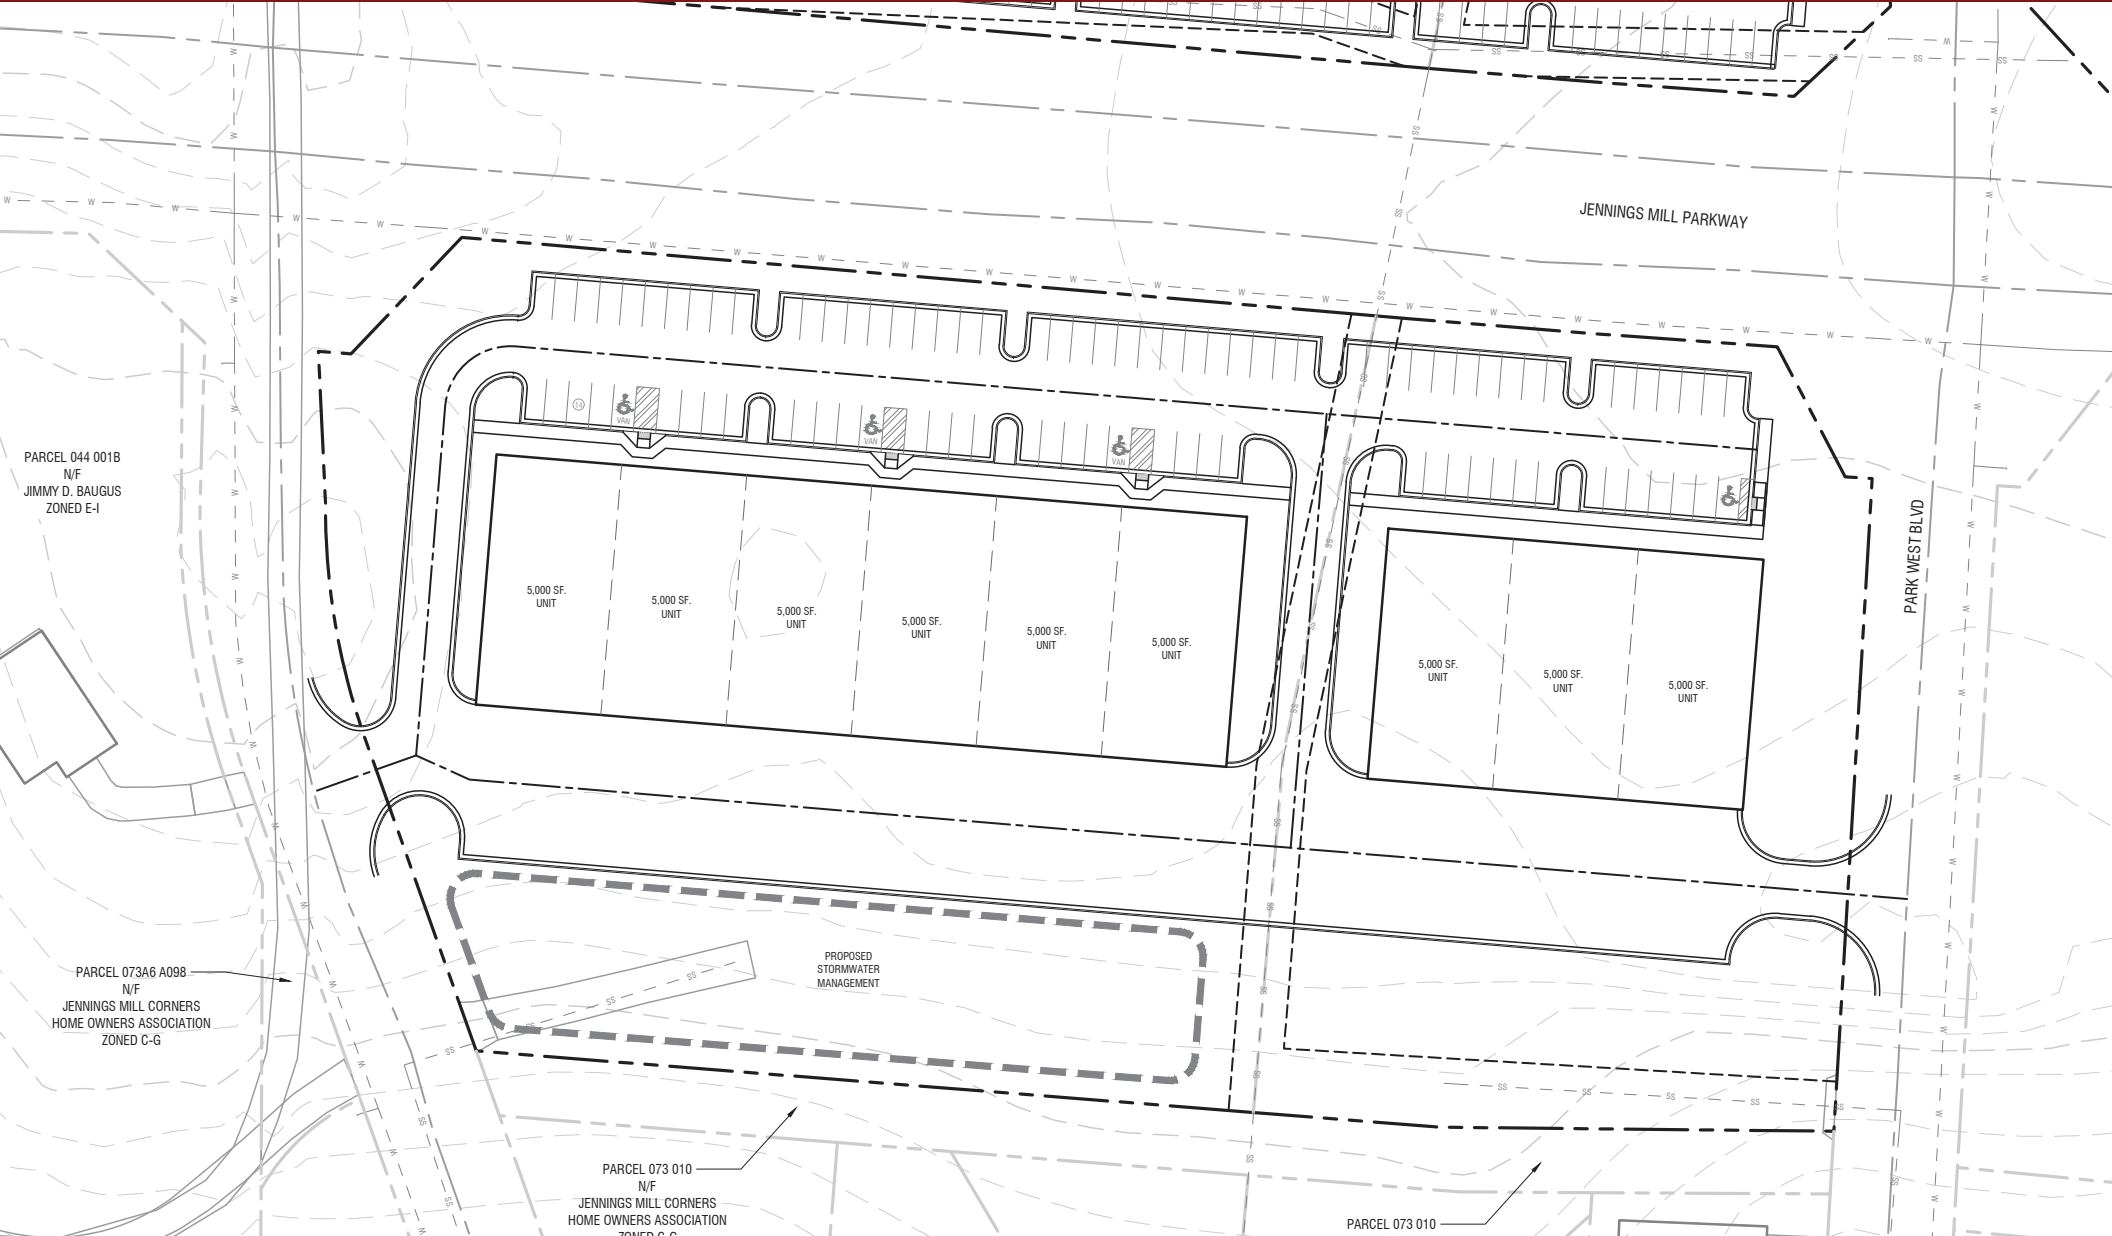 JENNINGS MILL PARKWAY
PARCEL 044 001B
N/F
JIMMY D. BAUGUS
ZONED E-I
14
VAN
VAN
VAN
PARK WEST BLVD
5,000 SF.
UNIT
5,000 SF.
UNIT
5,000 SF.
UNIT
5,000 SF.
UNIT
5,000 SF.
UNIT
5,000 SF.
UNIT
5,000 SF.
UNIT
5,000 SF.
UNIT
5,000 SF.
UNIT
PROPOSED
STORMWATER
MANAGEMENT
PARCEL 073A6 A098
N/F
JENNINGS MILL CORNERS
HOME OWNERS ASSOCIATION
ZONED C-G
PARCEL 073 010
N/F
JENNINGS MILL CORNERS
HOME OWNERS ASSOCIATION
ZONED C-G
PARCEL 073 010